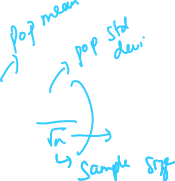 pop mean
pop std
devi
√n
sample size